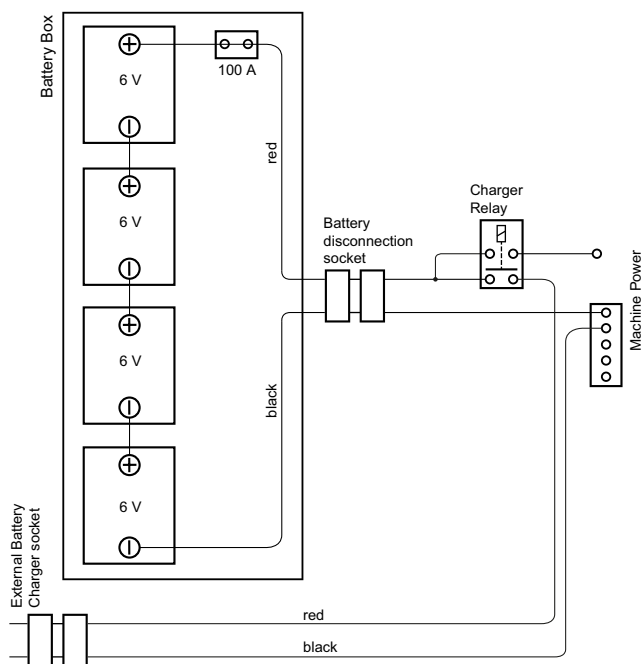 Battery Box
6 V
100 A
red
6 V
Charger
Relay
Battery
disconnection
socket
Machine Power
6 V
black
6 V
External Battery
Charger socket
red
black